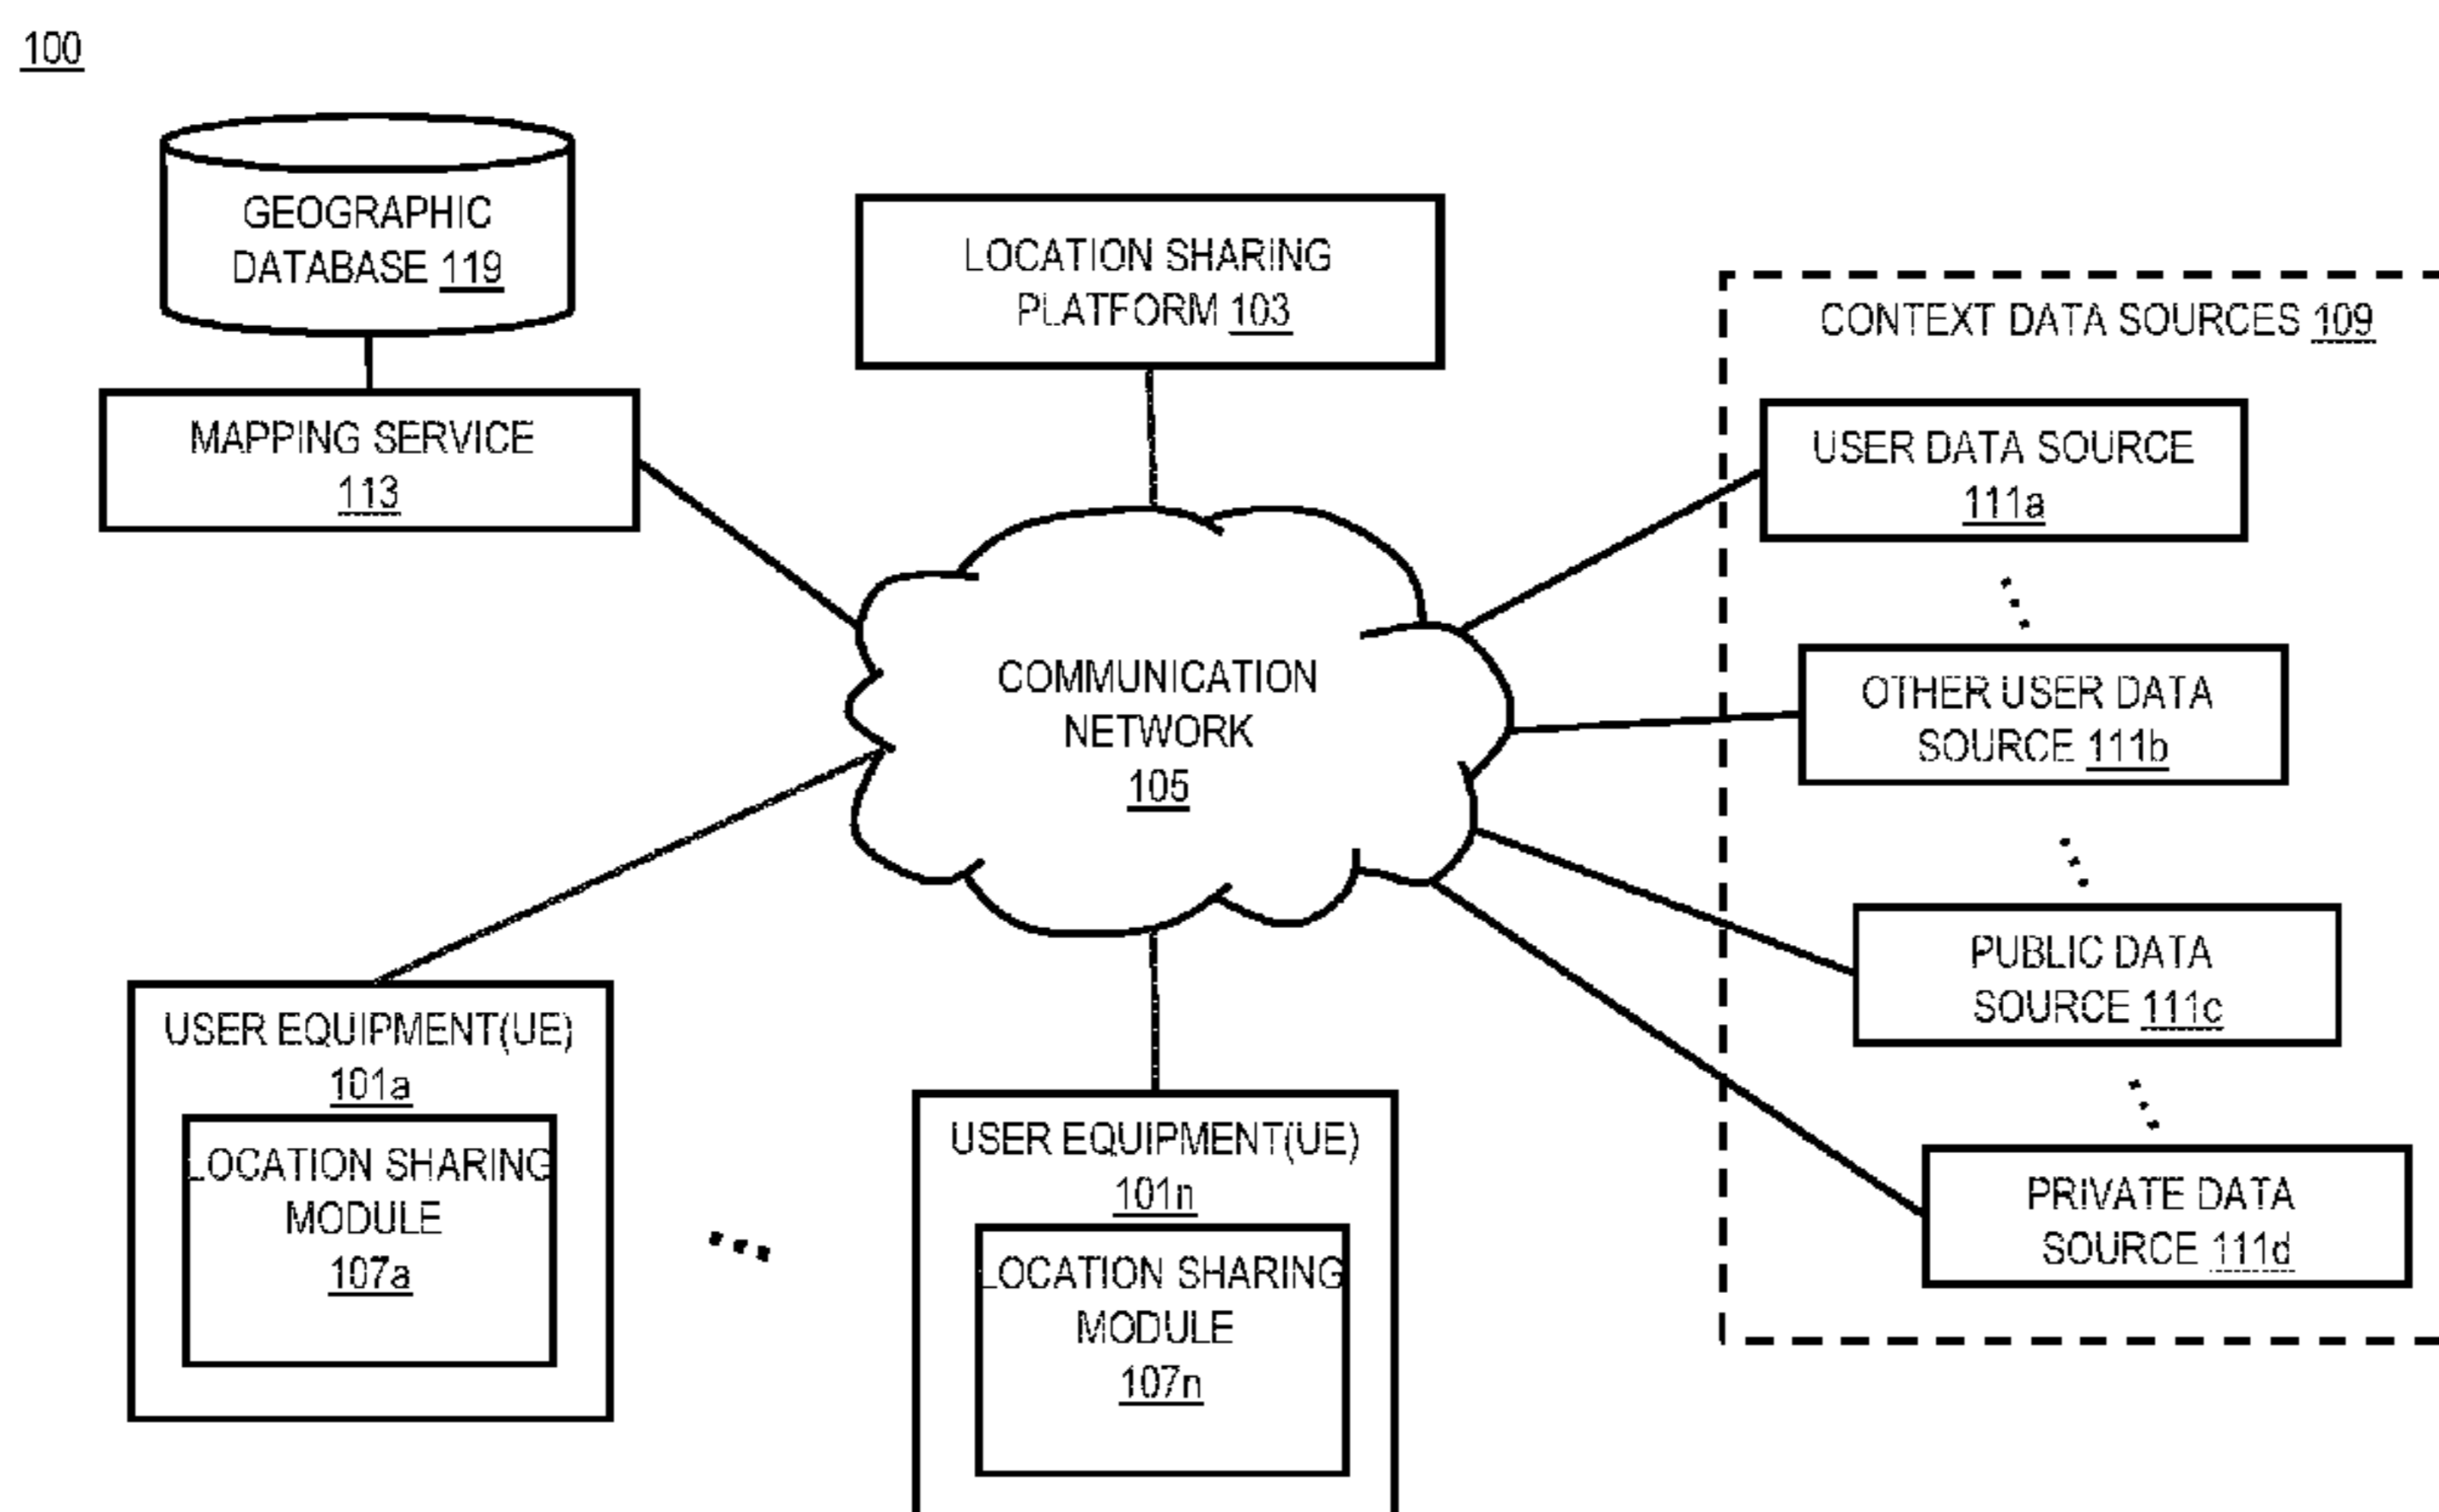 100
GEOGRAPHIC
DATABASE 119
LOCATION SHARING
PLATFORM 103
CONTEXT DATA SOURCES 109
MAPPING SERVICE
113
USER DATA SOURCE
111a
COMMUNICATION
NETWORK
105
OTHER USER DATA
SOURCE 111b
PUBLIC DATA
SOURCE 111c
PRIVATE DATA
SOURCE 111d
USER EQUIPMENT(UE)
101a
LOCATION SHARING
MODULE
107a
USER EQUIPMENT(UE)
101n
LOCATION SHARING
MODULE
107n